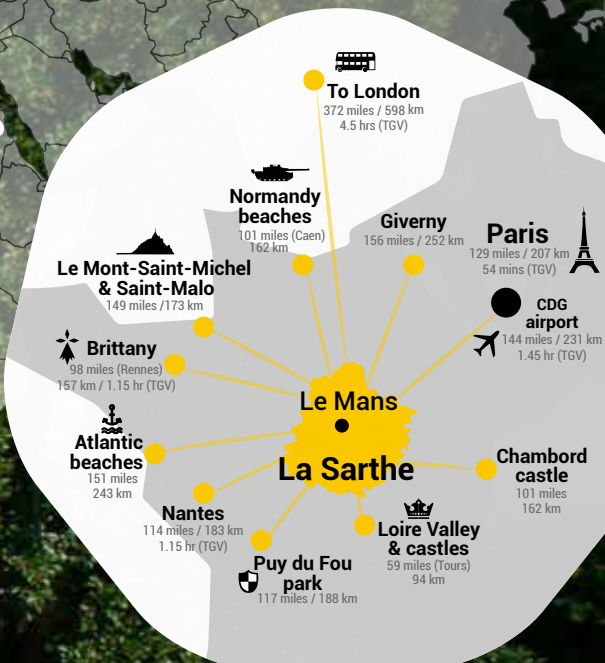 To London
372 miles / 598 km
4.5 hrs (TGV)
Normandy
beaches
101 miles (Caen)
162 km
Giverny
156 miles / 252 km
Paris
129 miles / 207 km
54 mins (TGV)
Le Mont-Saint-Michel
& Saint-Malo
149 miles /173 km
CDG
airport
144 miles / 231 km
1.45 hr (TGV)
Brittany
98 miles (Rennes)
157 km / 1.15 hr (TGV)
Le Mans
La Sarthe
Atlantic
beaches
151 miles
243 km
Chambord
castle
101 miles
162 km
Nantes
114 miles / 183 km
1.15 hr (TGV)
Loire Valley
& castles
59 miles (Tours)
94 km
Puy du Fou
park
117 miles / 188 km